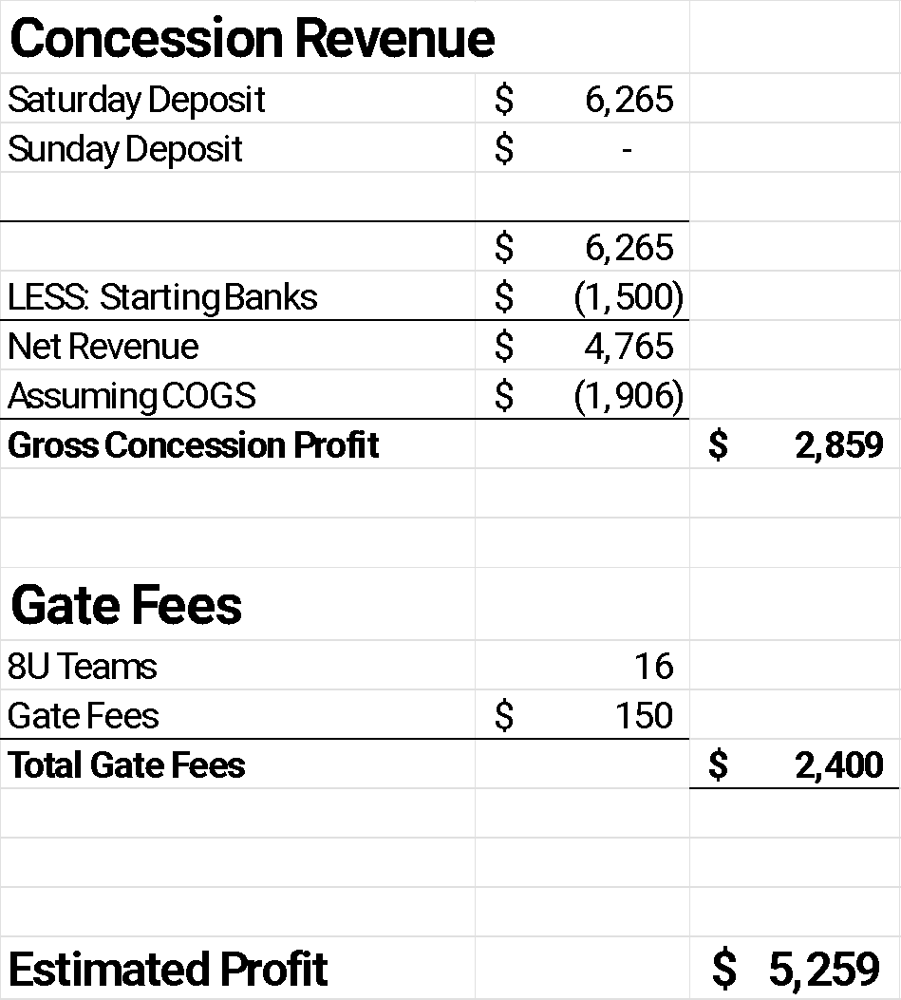 Concession Revenue
Saturday Deposit $ 6,265
Sunday Deposit $ -
$ 6,265
LESS: Starting Banks $ (1,500)
Net Revenue $ 4,765
Assuming COGS $ (1,906)
Gross Concession Profit $ 2,859
Gate Fees
8U Teams 16
Gate Fees $ 150
Total Gate Fees $ 2,400
Estimated Profit $ 5,259